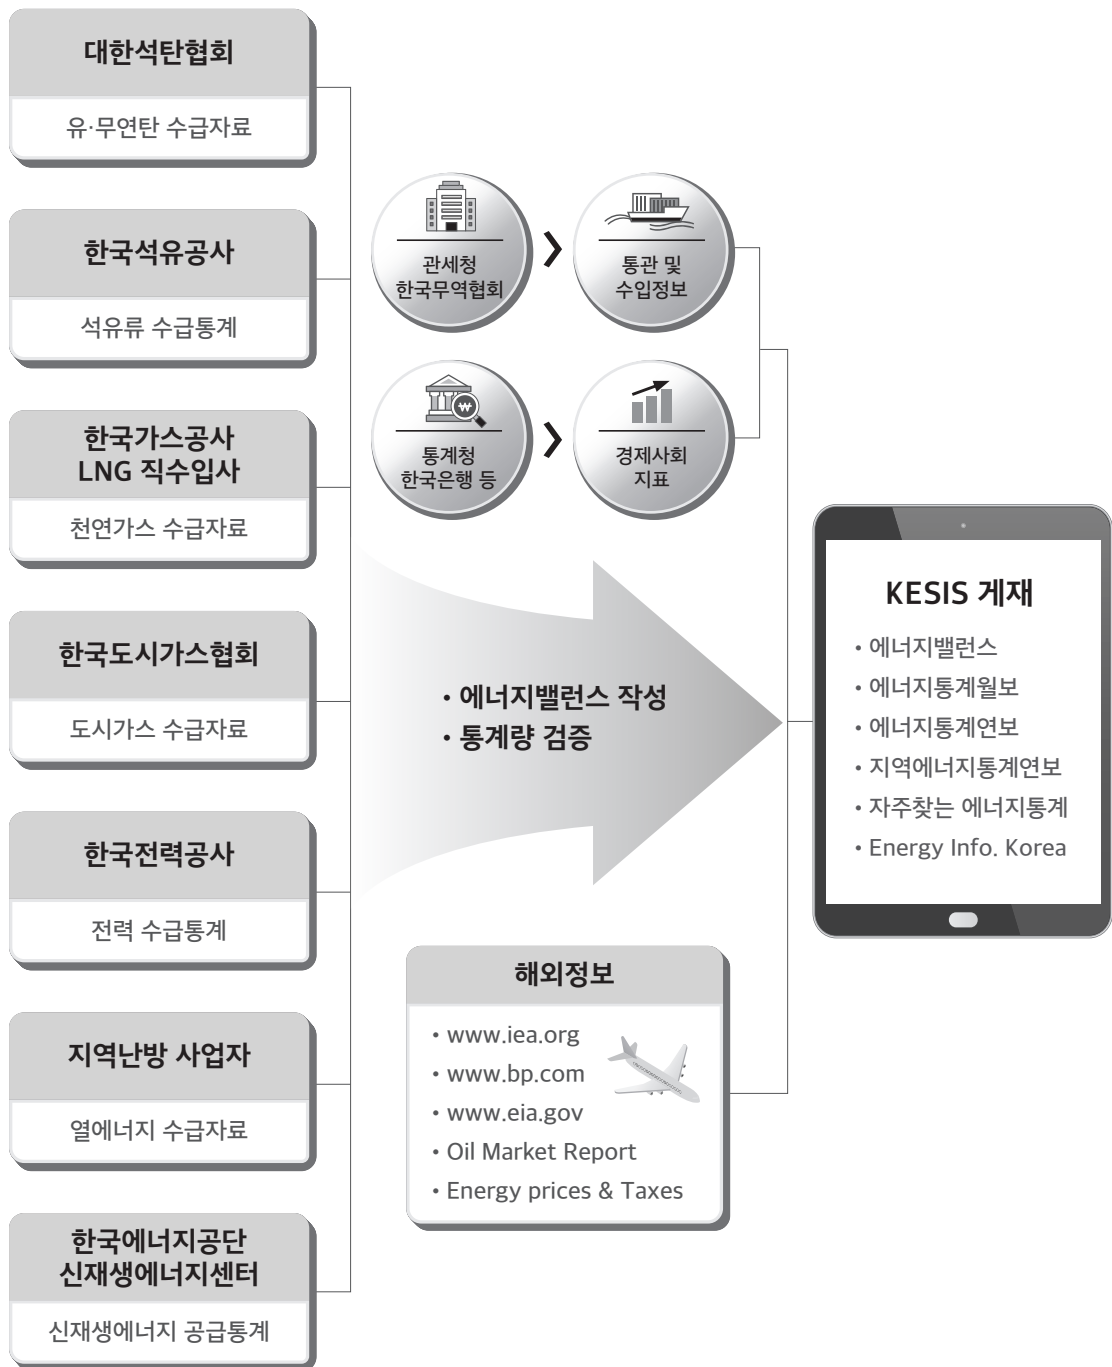 대한석탄협회
유·무연탄 수급자료
한국석유공사
석유류 수급통계
한국가스공사
LNG 직수입사
천연가스 수급자료
한국도시가스협회
도시가스 수급자료
한국전력공사
전력 수급통계
지역난방 사업자
열에너지 수급자료
한국에너지공단
신재생에너지센터
신재생에너지 공급통계
관세청
한국무역협회
통관 및
수입정보
₩
통계청
한국은행 등
경제사회
지표
• 에너지밸런스 작성
• 통계량 검증
해외정보
• www.iea.org
• www.bp.com
• www.eia.gov
• Oil Market Report
• Energy prices & Taxes
KESIS 게재
• 에너지밸런스
• 에너지통계월보
• 에너지통계연보
• 지역에너지통계연보
• 자주찾는 에너지통계
• Energy Info. Korea